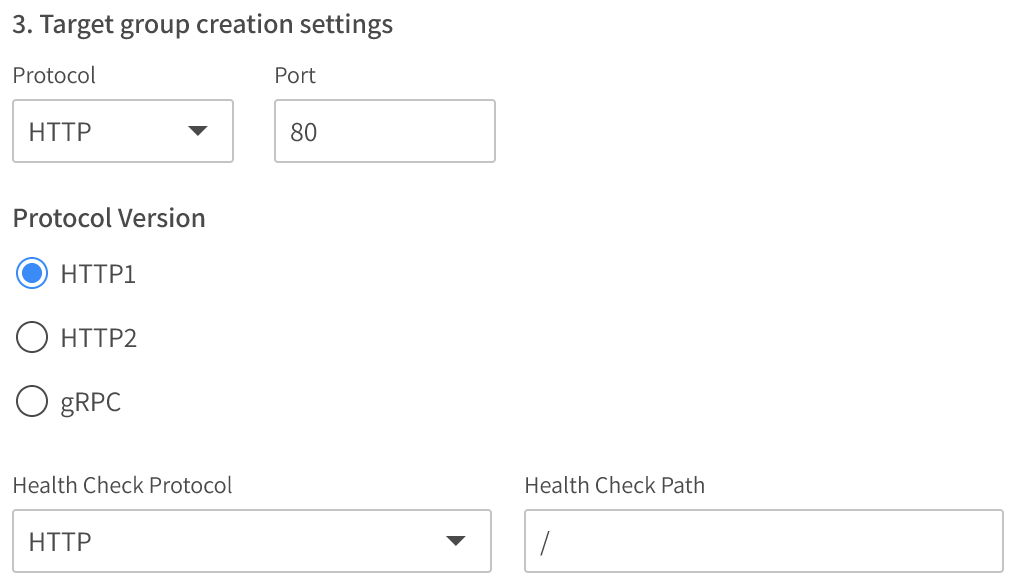 3. Target group creation settings
Protocol Port
HTTP 80
Protocol Version
HTTP1
HTTP2
gRPC
Health Check Protocol Health Check Path
HTTP /